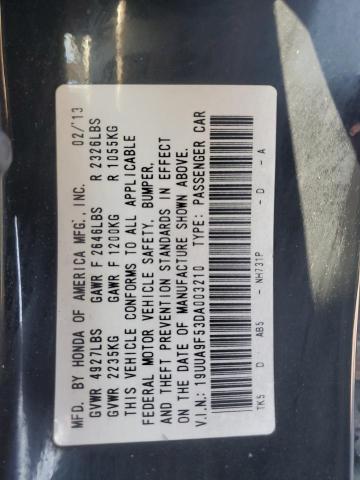 MFD. BY HONDA OF AMERICA MFG., INC. 02/'13
GVWR 4927LBS GAWR F 2646LBS R 2326LBS
GVWR 2235KG GAWR F 1200KG R 1055KG
THIS VEHICLE CONFORMS TO ALL APPLICABLE
FEDERAL MOTOR VEHICLE SAFETY, BUMPER,
AND THEFT PREVENTION STANDARDS IN EFFECT
ON THE DATE OF MANUFACTURE SHOWN ABOVE.
V.I.N.: 19UUA9F53DA003210 TYPE: PASSENGER CAR
TK5 D AB5 - NH731P - D - A